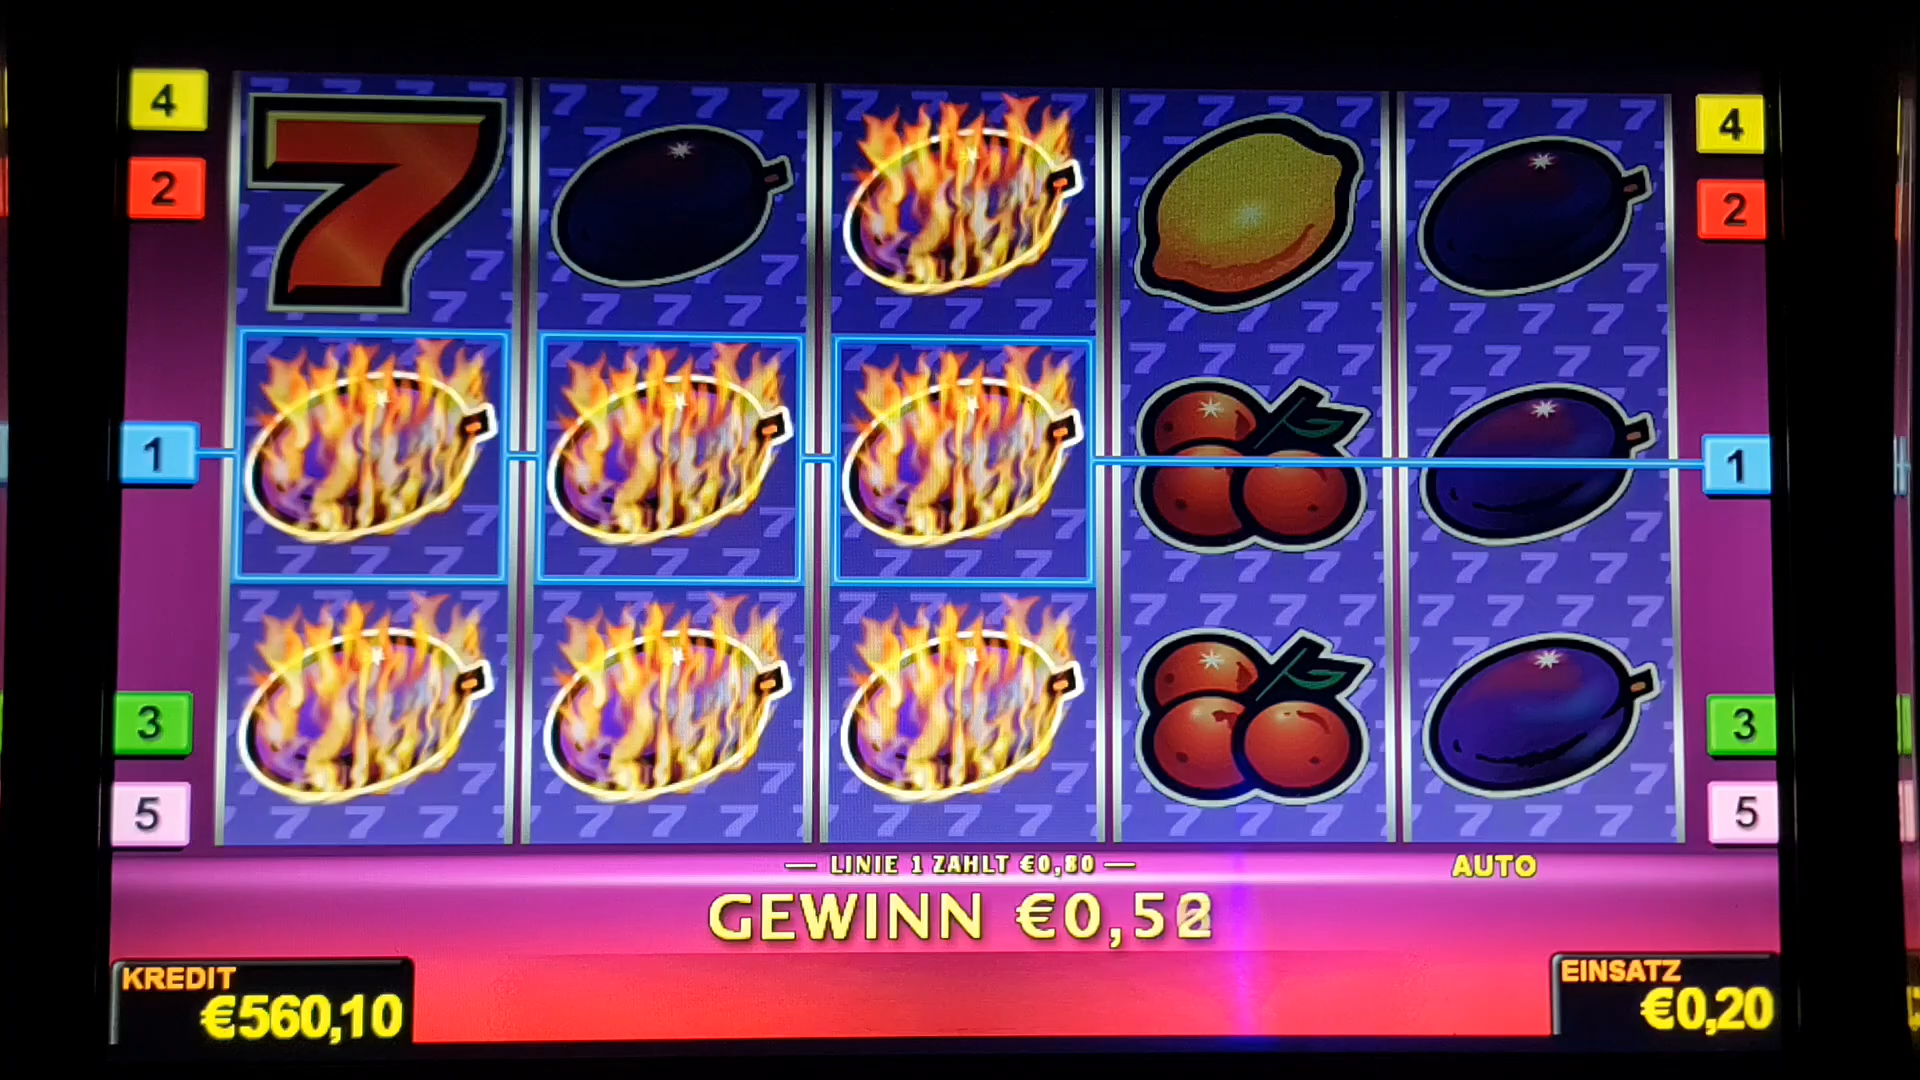 4
4
2
2
1
1
3
3
5
5
LINIE 1 ZAHLT €0,80
AUTO
GEWINN €0,5
KREDIT
€560,10
EINSATZ
€0,20